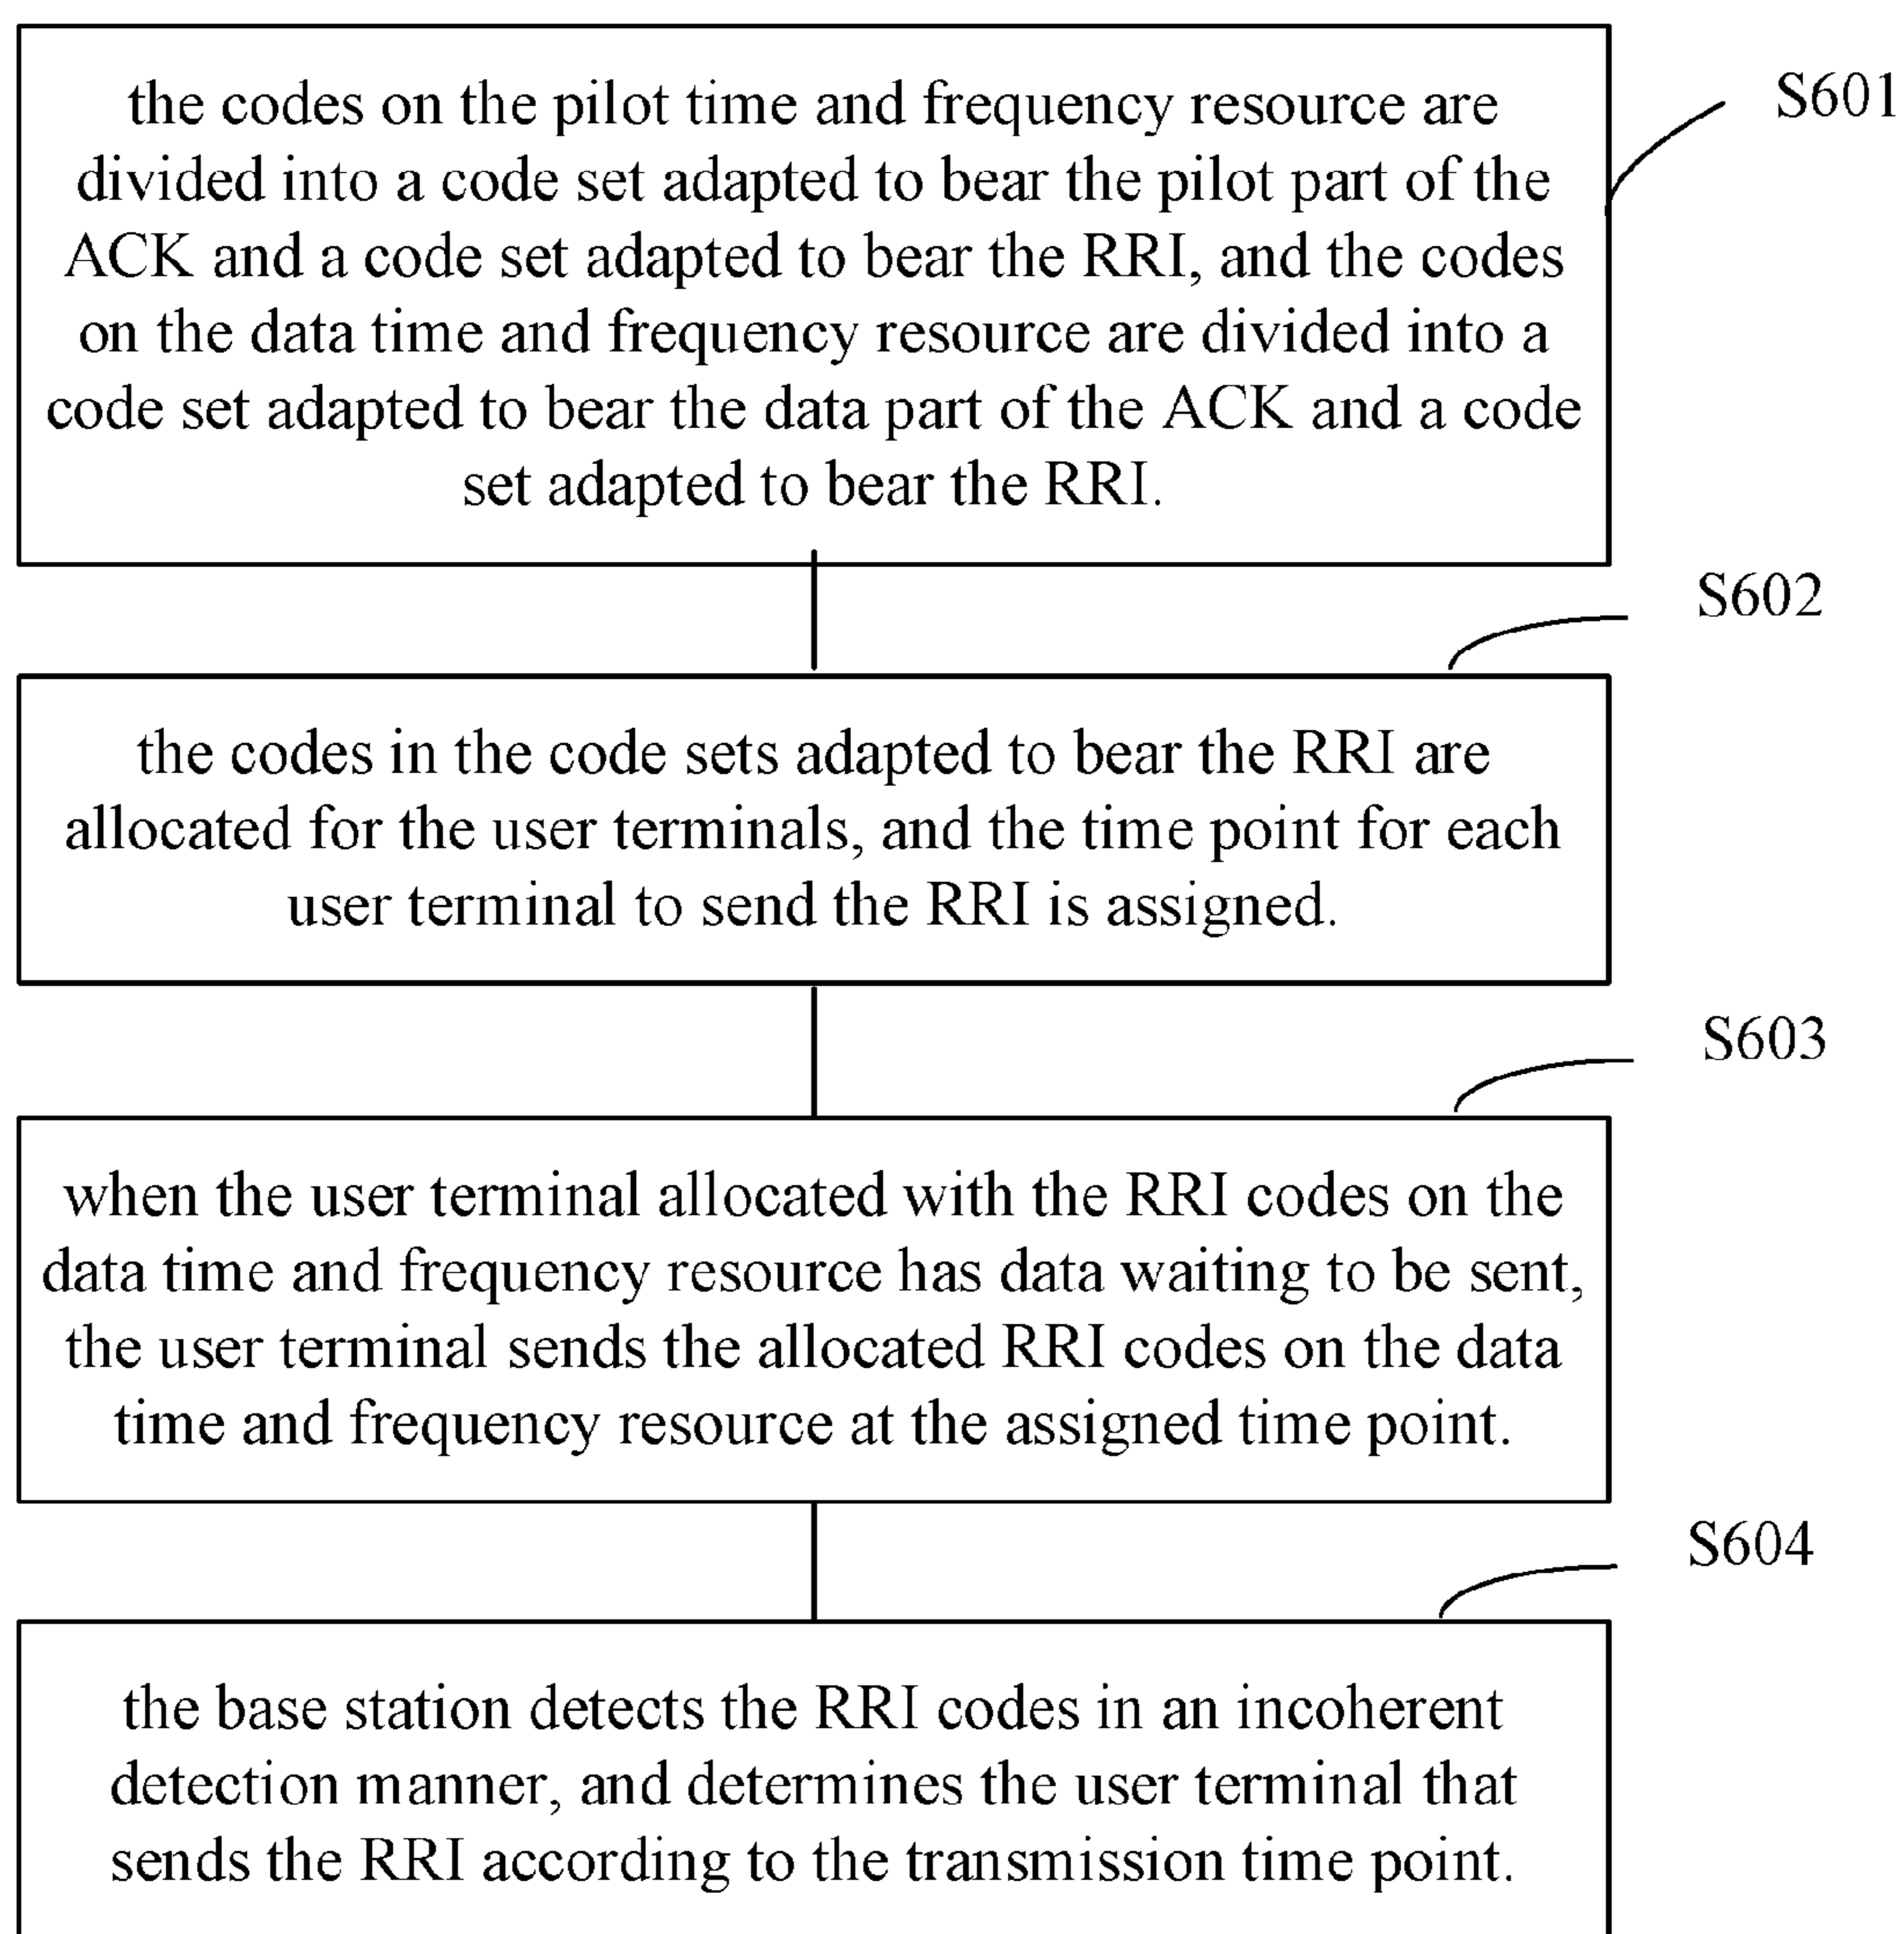 the codes on the pilot time and frequency resource are
divided into a code set adapted to bear the pilot part of the
ACK and a code set adapted to bear the RRI, and the codes
on the data time and frequency resource are divided into a
code set adapted to bear the data part of the ACK and a code
set adapted to bear the RRI.
S601
S602
the codes in the code sets adapted to bear the RRI are
allocated for the user terminals, and the time point for each
user terminal to send the RRI is assigned.
S603
when the user terminal allocated with the RRI codes on the
data time and frequency resource has data waiting to be sent,
the user terminal sends the allocated RRI codes on the data
time and frequency resource at the assigned time point.
S604
the base station detects the RRI codes in an incoherent
detection manner, and determines the user terminal that
sends the RRI according to the transmission time point.